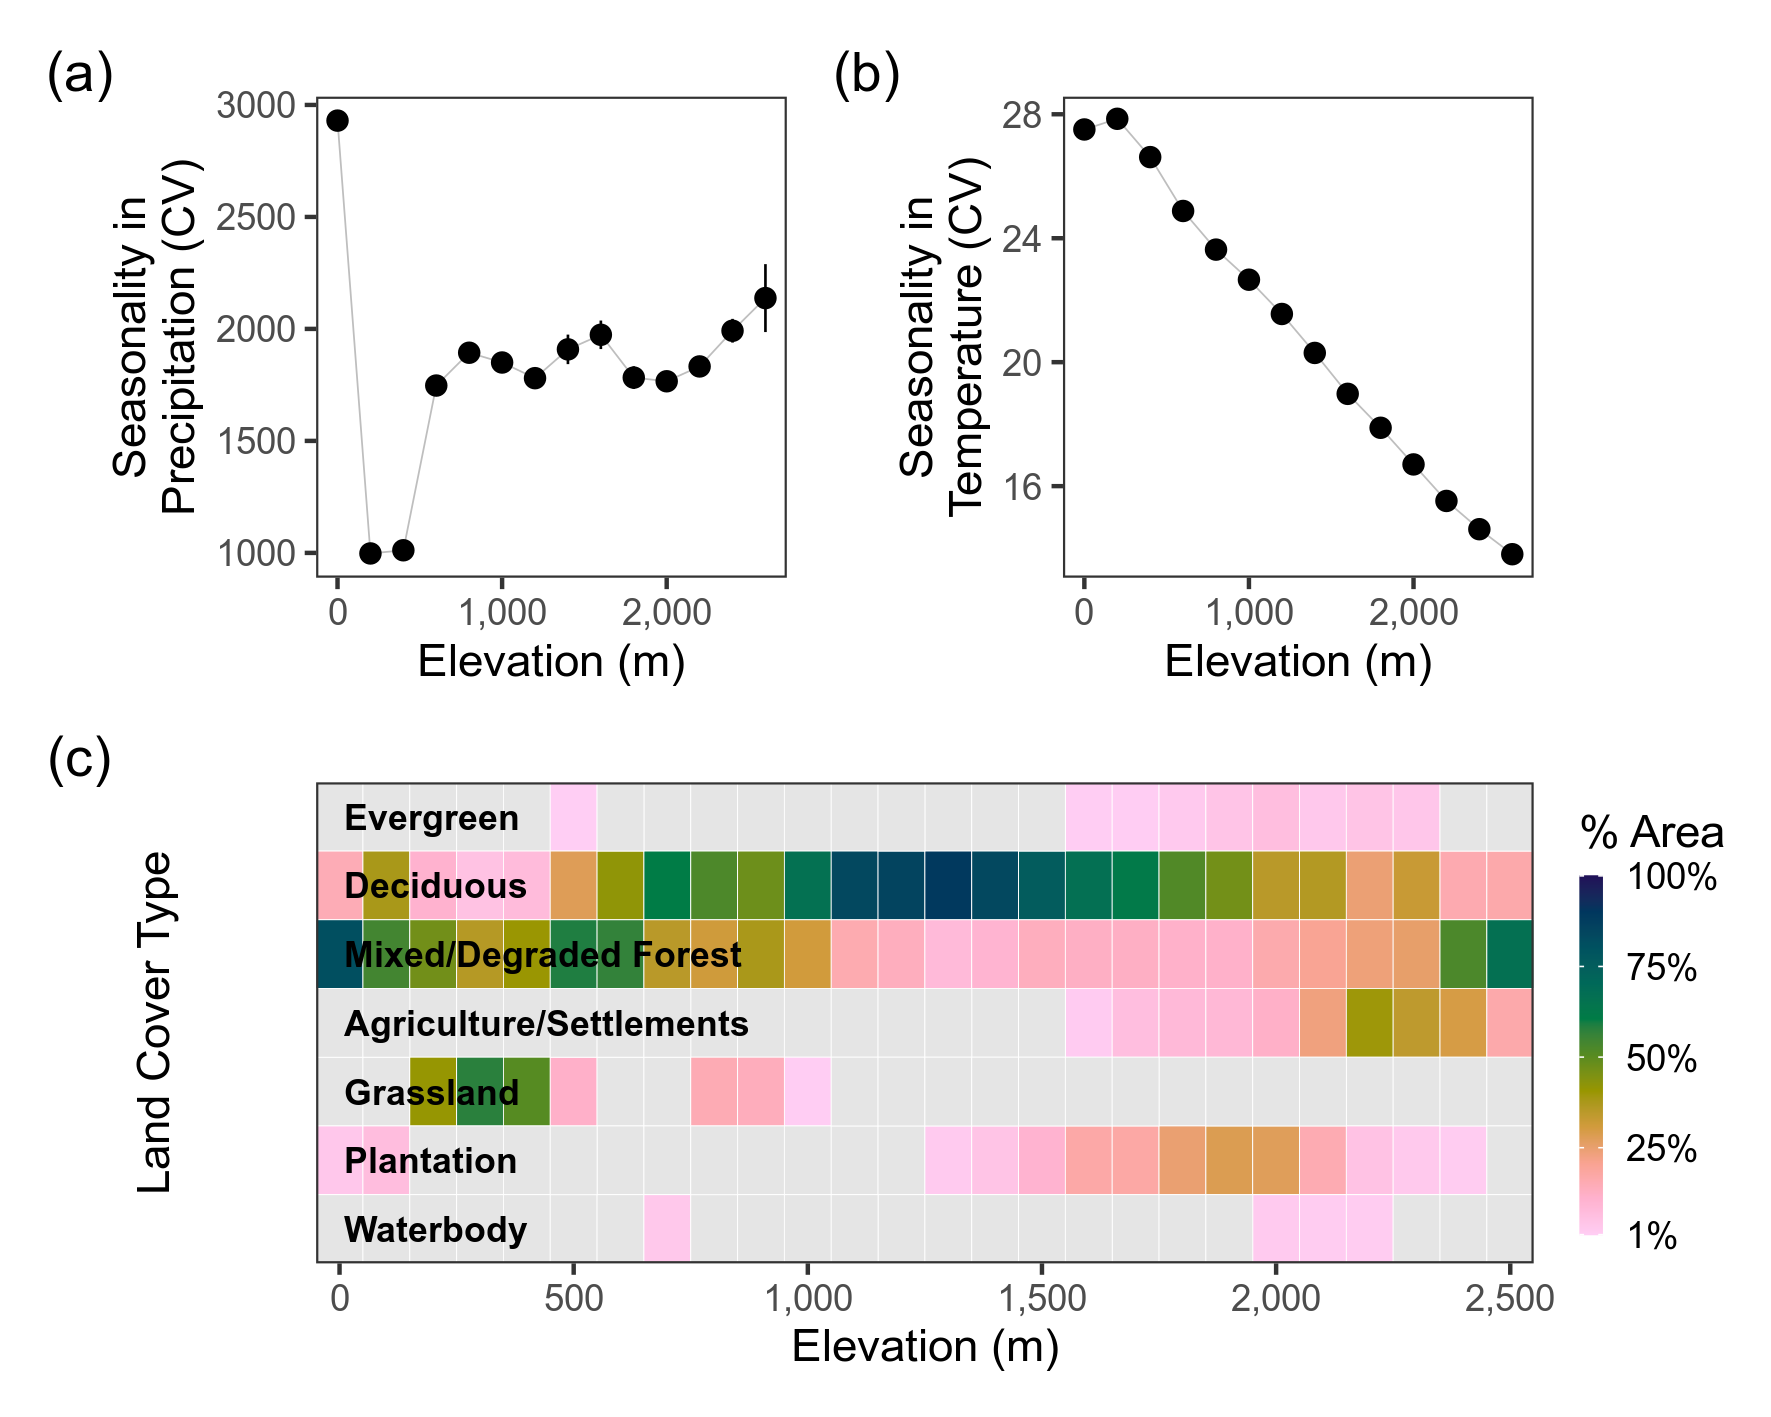 (a)
(b)
3000
2500
2000
1500
1000
Seasonality in
Precipitation (CV)
0
1,000
2,000
Elevation (m)
28
24
20
16
Seasonality in
Temperature (CV)
0
1,000
2,000
Elevation (m)
(c)
Land Cover Type
Evergreen
Deciduous
Mixed/Degraded Forest
Agriculture/Settlements
Grassland
Plantation
Waterbody
0
500
1,000
1,500
2,000
2,500
Elevation (m)
% Area
100%
75%
50%
25%
1%